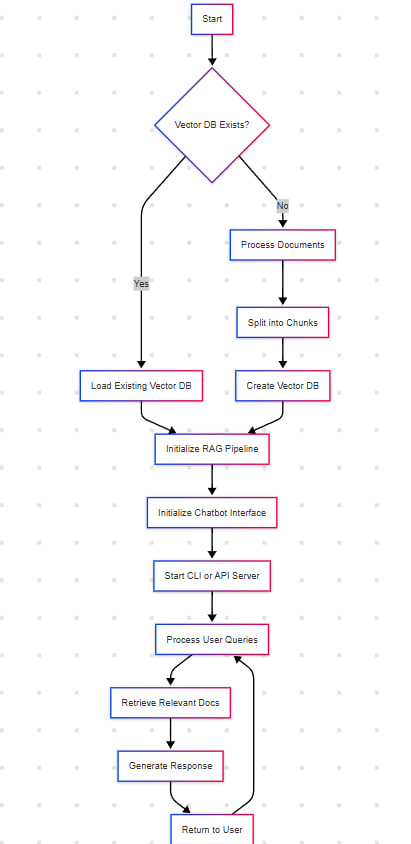 Start
Vector DB Exists?
No
Process Documents
Yes
Split into Chunks
Load Existing Vector DB
Create Vector DB
Initialize RAG Pipeline
Initialize Chatbot Interface
Start CLI or API Server
Process User Queries
Retrieve Relevant Docs
Generate Response
Return to User